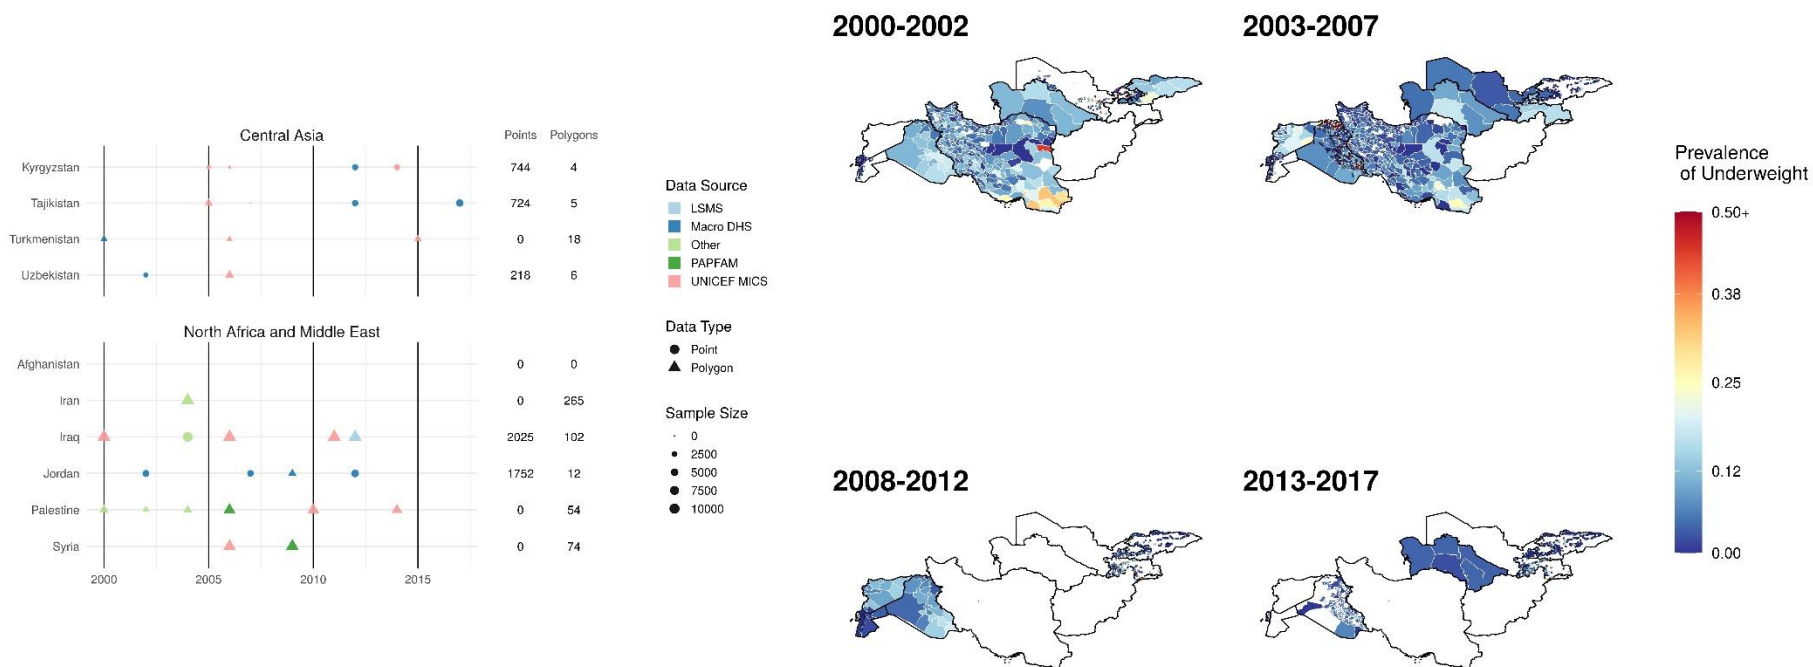 Central Asia
Points Polygons
Kyrgyzstan 744 4
Tajikistan 724 5
Turkmenistan 0 18
Uzbekistan 218 6
North Africa and Middle East
Afghanistan 0 0
Iran 0 265
Iraq 2025 102
Jordan 1752 12
Palestine 0 54
Syria 0 74
2000 2005 2010 2015
Data Source
LSMS
Macro DHS
Other
PAPFAM
UNICEF MICS
Data Type
Point
Polygon
Sample Size
0
2500
5000
7500
10000
2000-2002
2003-2007
2008-2012
2013-2017
Prevalence
of Underweight
0.50+
0.38
0.25
0.12
0.00